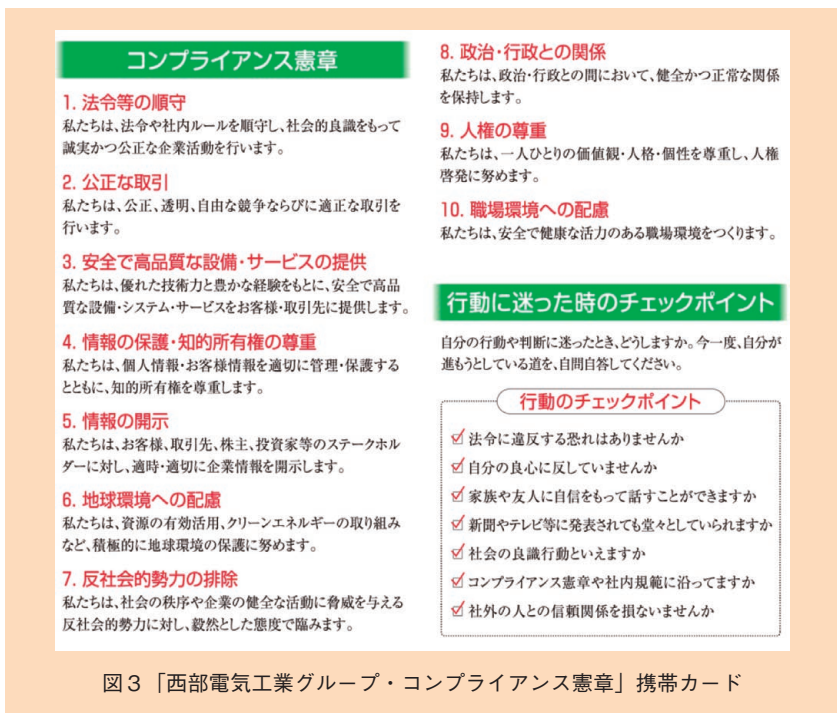 コンプライアンス憲章
1. 法令等の順守
私たちは、法令や社内ルールを順守し、社会的良識をもって
誠実かつ公正な企業活動を行います。
2. 公正な取引
私たちは、公正、透明、自由な競争ならびに適正な取引を
行います。
3. 安全で高品質な設備・サービスの提供
私たちは、優れた技術力と豊かな経験をもとに、安全で高品
質な設備・システム・サービスをお客様・取引先に提供します。
4. 情報の保護・知的所有権の尊重
私たちは、個人情報・お客様情報を適切に管理・保護する
とともに、知的所有権を尊重します。
5. 情報の開示
私たちは、お客様、取引先、株主、投資家等のステークホル
ダーに対し、適時・適切に企業情報を開示します。
6. 地球環境への配慮
私たちは、資源の有効活用、クリーンエネルギーの取り組み
など、積極的に地球環境の保護に努めます。
7. 反社会的勢力の排除
私たちは、社会の秩序や企業の健全な活動に脅威を与える
反社会的勢力に対し、毅然とした態度で臨みます。
8. 政治・行政との関係
私たちは、政治・行政との間において、健全かつ正常な関係
を保持します。
9. 人権の尊重
私たちは、一人ひとりの価値観・人格・個性を尊重し、人権
啓発に努めます。
10. 職場環境への配慮
私たちは、安全で健康な活力のある職場環境をつくります。
行動に迷った時のチェックポイント
自分の行動や判断に迷ったとき、どうしますか。今一度、自分が
進もうとしている道を、自問自答してください。
行動のチェックポイント
法令に違反する恐れはありませんか
自分の良心に反していませんか
家族や友人に自信をもって話すことができますか
新聞やテレビ等に発表されても堂々としていられますか
社会の良識行動といえますか
コンプライアンス憲章や社内規範に沿ってますか
社外の人との信頼関係を損ないませんか
図3「西部電気工業グループ・コンプライアンス憲章」携帯カード